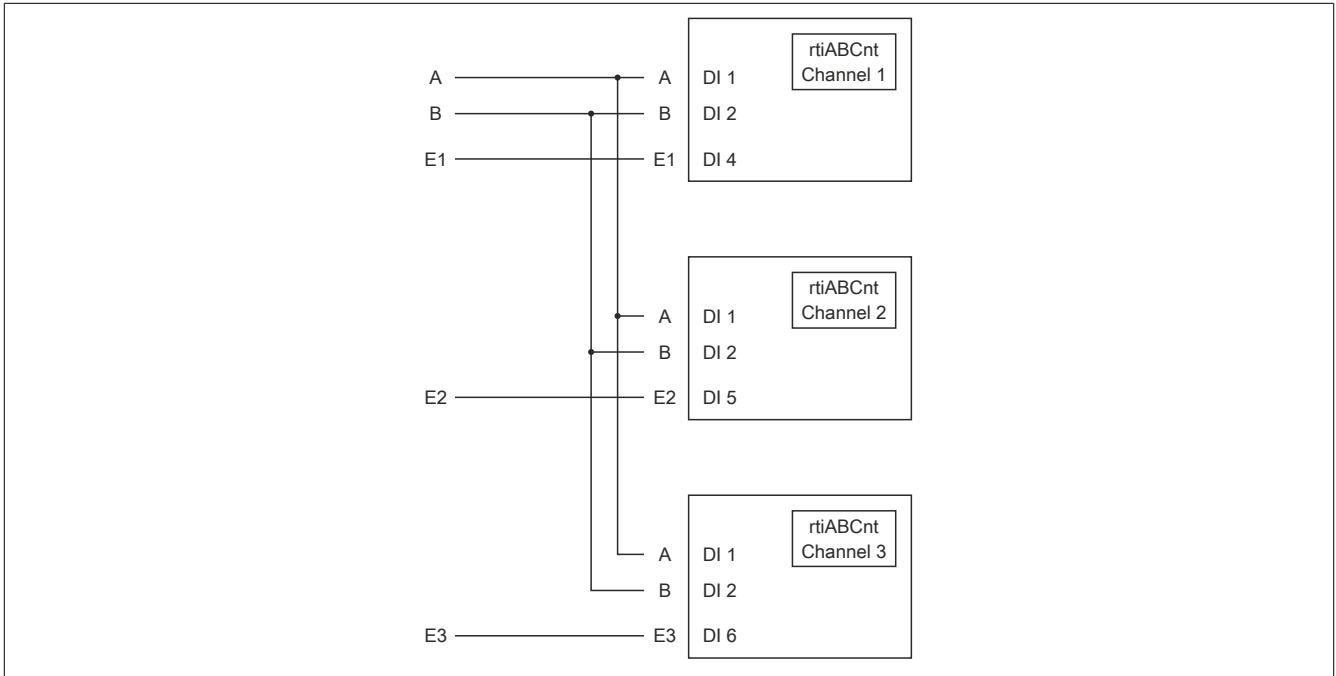 rtiABCnt
Channel 1
A A DI 1
B B DI 2
E1 E1 DI 4
rtiABCnt
Channel 2
A DI 1
B DI 2
E2 E2 DI 5
rtiABCnt
Channel 3
A DI 1
B DI 2
E3 E3 DI 6